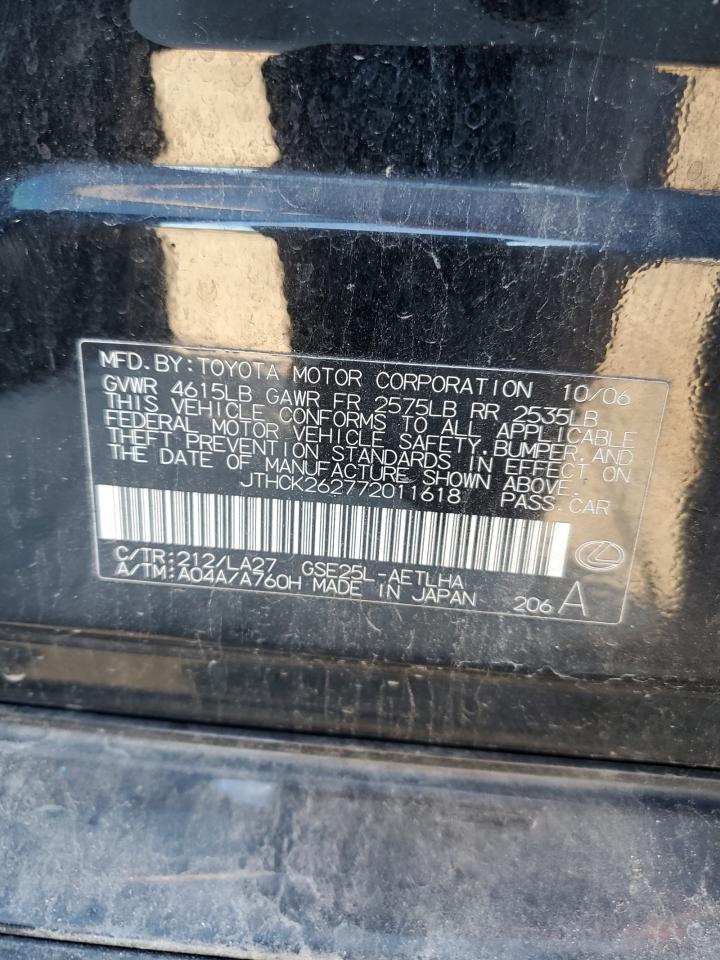 MFD.BY:TOYOTA MOTOR CORPORATION 10/06
GVWR 4615LB GAWR FR 2575LB RR 2535LB
THIS VEHICLE CONFORMS TO ALL APPLICABLE
FEDERAL MOTOR VEHICLE SAFETY,BUMPER,AND
THEFT PREVENTION STANDARDS IN EFFECT ON
THE DATE OF MANUFACTURE SHOWN ABOVE.
JTHCK262772011618 PASS.CAR
C/TR:212/LA27 GSE25L-AETLHA
A/TM:A04A/A760H MADE IN JAPAN 206 A